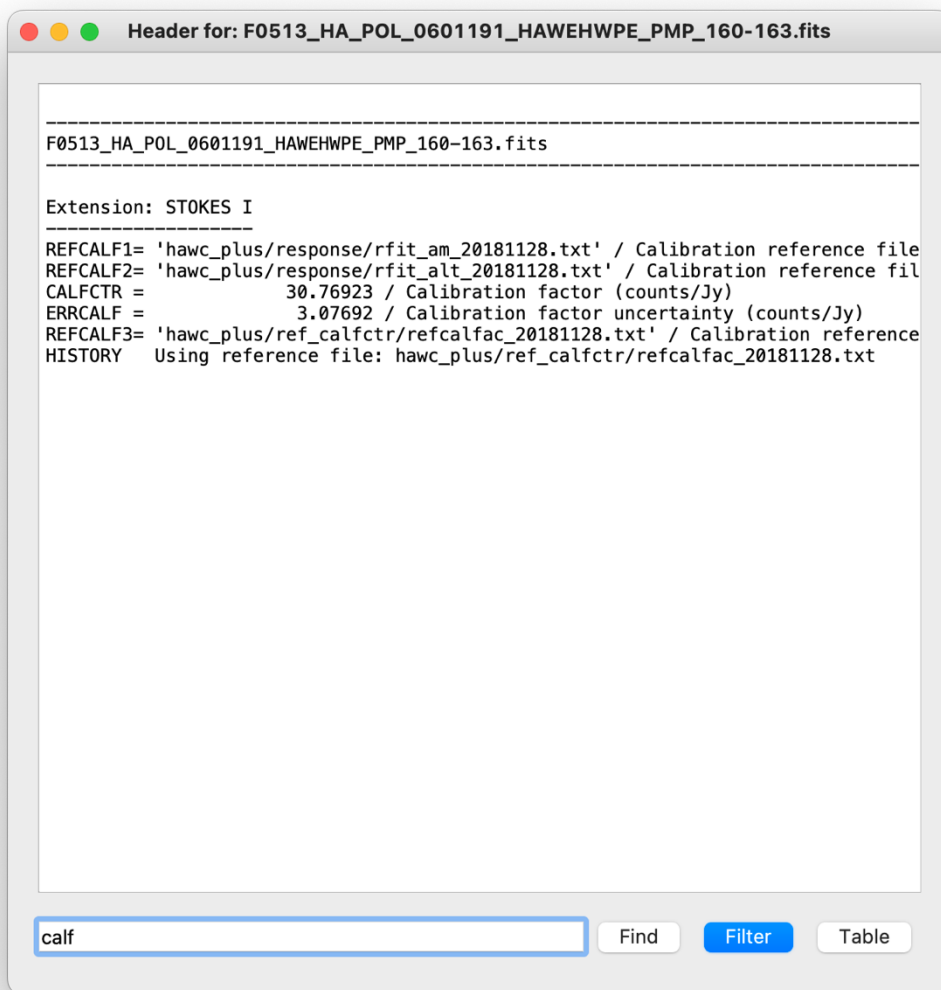 Header for: F0513_HA_POL_0601191_HAWEHWPE_PMP_160-163.fits
--------------------------------------------------------------------------------
F0513_HA_POL_0601191_HAWEHWPE_PMP_160-163.fits
--------------------------------------------------------------------------------
Extension: STOKES I
-------------------
REFCALF1= 'hawc_plus/response/rfit_am_20181128.txt' / Calibration reference file
REFCALF2= 'hawc_plus/response/rfit_alt_20181128.txt' / Calibration reference fil
CALFCTR =             30.76923 / Calibration factor (counts/Jy)
ERRCALF =              3.07692 / Calibration factor uncertainty (counts/Jy)
REFCALF3= 'hawc_plus/ref_calfctr/refcalfac_20181128.txt' / Calibration reference
HISTORY   Using reference file: hawc_plus/ref_calfctr/refcalfac_20181128.txt
calf
Find
Filter
Table